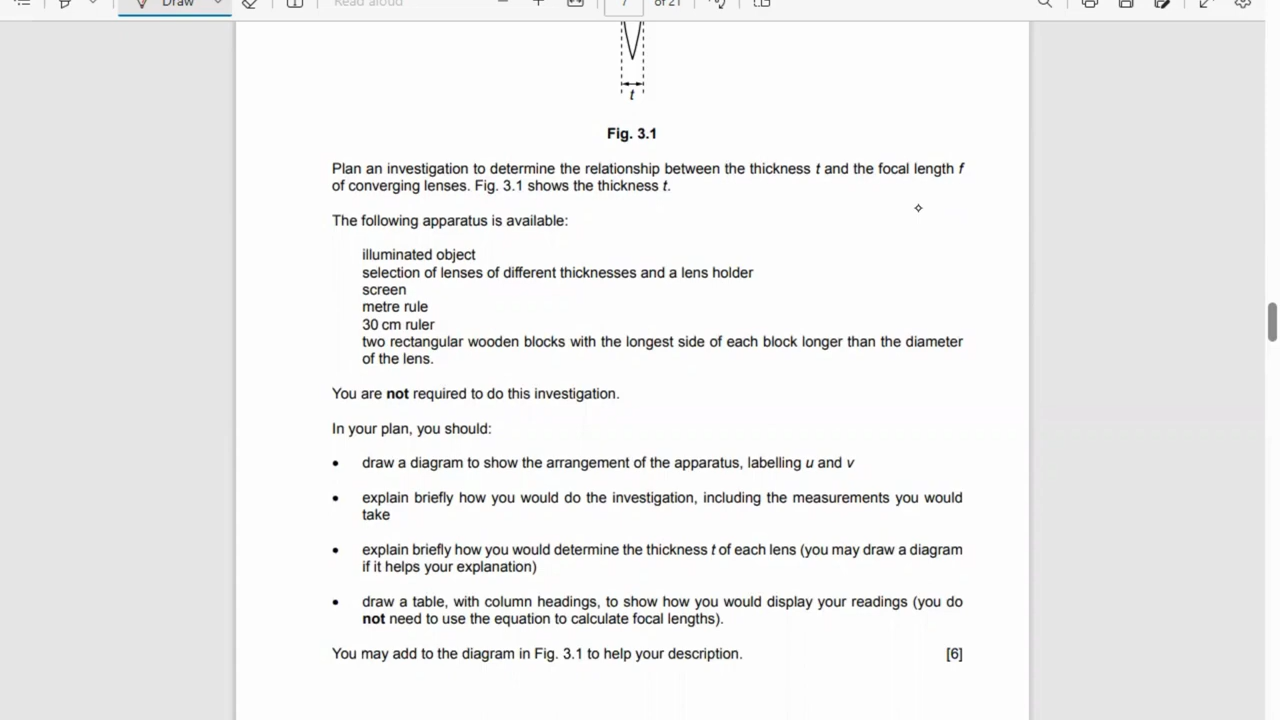 Draw
Read aloud
7 of 21
t
Fig. 3.1
Plan an investigation to determine the relationship between the thickness t and the focal length f
of converging lenses. Fig. 3.1 shows the thickness t.
The following apparatus is available:
illuminated object
selection of lenses of different thicknesses and a lens holder
screen
metre rule
30 cm ruler
two rectangular wooden blocks with the longest side of each block longer than the diameter
of the lens.
You are not required to do this investigation.
In your plan, you should:
• draw a diagram to show the arrangement of the apparatus, labelling u and v
• explain briefly how you would do the investigation, including the measurements you would
take
• explain briefly how you would determine the thickness t of each lens (you may draw a diagram
if it helps your explanation)
• draw a table, with column headings, to show how you would display your readings (you do
not need to use the equation to calculate focal lengths).
You may add to the diagram in Fig. 3.1 to help your description. [6]